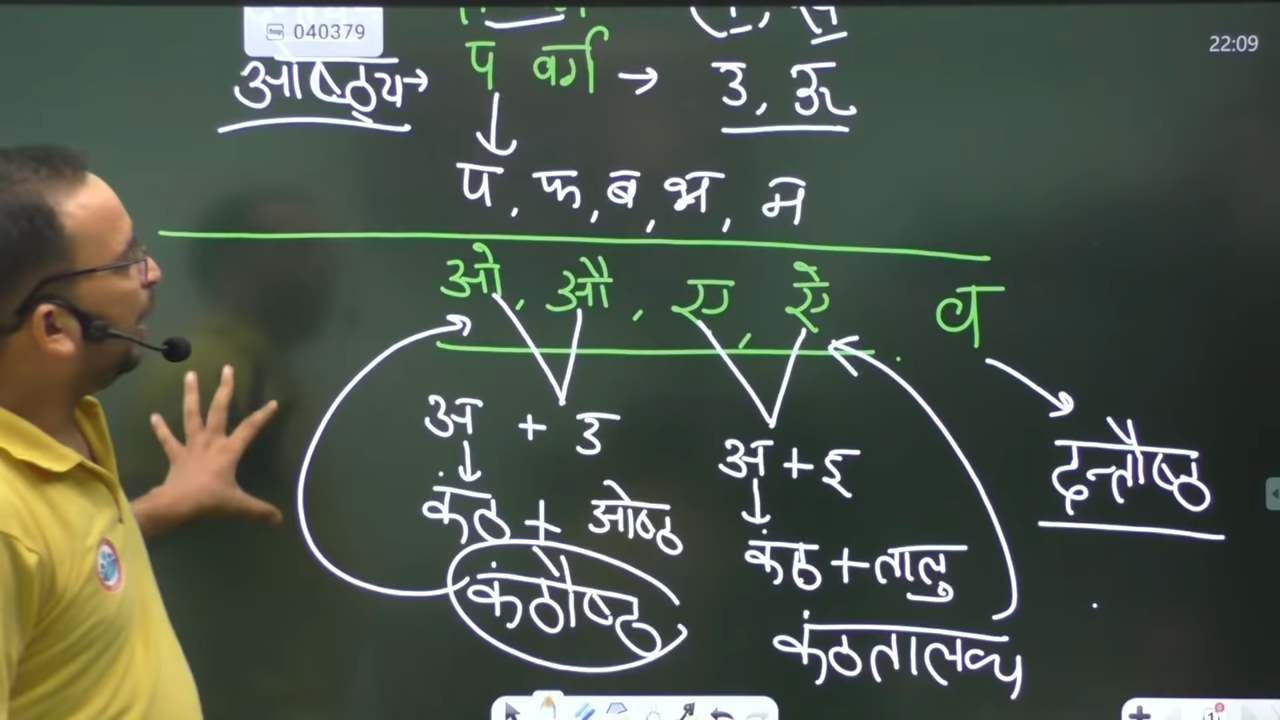 040379
22:09
ओष्ठ्य → प वर्ग → उ, ऊ
प, फ, ब, भ, म
ओ, औ, ए, ऐ . व
अ + उ
अ + इ
दन्तौष्ठ
कंठ + ओष्ठ
कंठ + तालु
कंठौष्ठ
कंठतालव्य